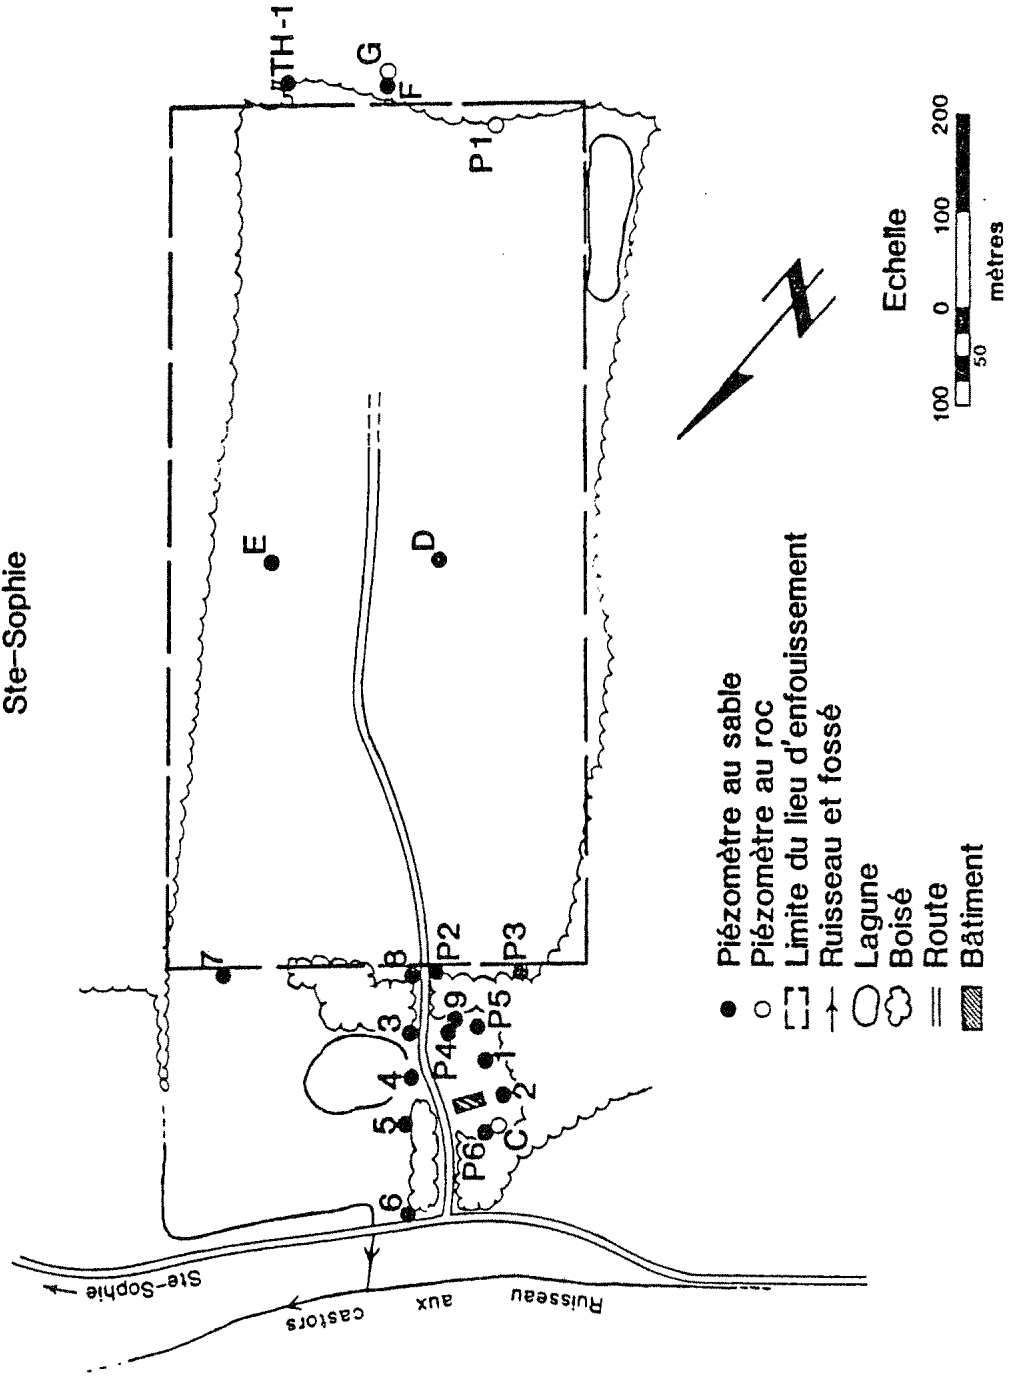 Ste-Sophie
TH-1
G
F
P1
E
D
7
8
P2
P3
3
9
P4
P5
4
1
5
2
P6
C
6
Ste-Sophie
Ruisseau aux castors
Echelle
100 0 100 200
50
mètres
Piézomètre au sable
Piézomètre au roc
Limite du lieu d'enfouissement
Ruisseau et fossé
Lagune
Boisé
Route
Bâtiment